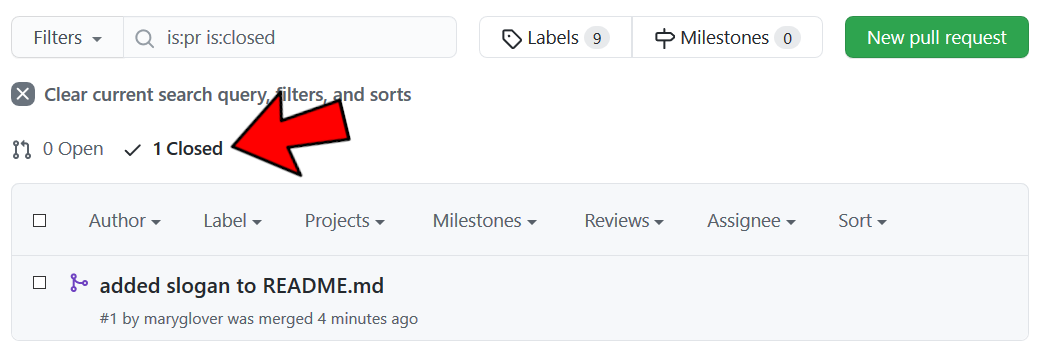 Filters is:pr is:closed Labels 9 Milestones 0 New pull request
Clear current search query, filters, and sorts
0 Open 1 Closed
Author Label Projects Milestones Reviews Assignee Sort
added slogan to README.md
#1 by maryglover was merged 4 minutes ago